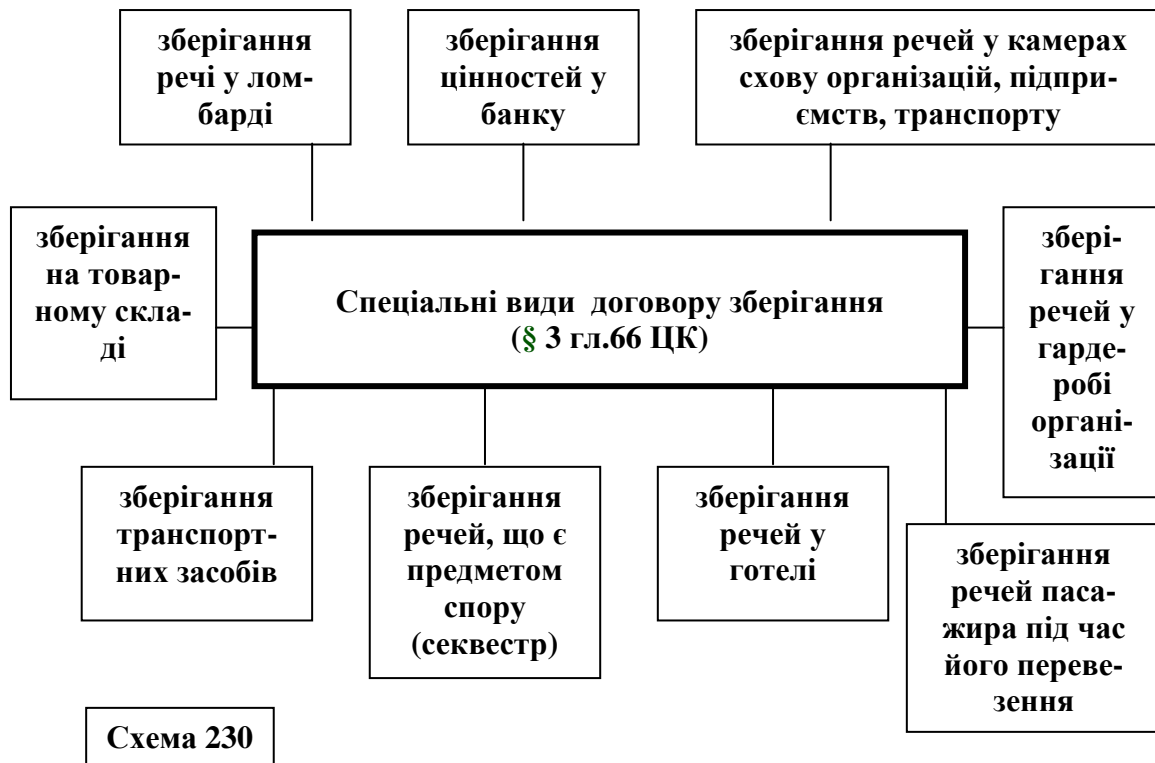 зберігання
речі у лом-
барді
зберігання
цінностей у
банку
зберігання речей у камерах
схову організацій, підпри-
ємств, транспорту
зберігання
на товар-
ному скла-
ді
Спеціальні види договору зберігання
(§ 3 гл.66 ЦК)
збері-
гання
речей у
гарде-
робі
органі-
зації
зберігання
транспорт-
них засобів
зберігання
речей, що є
предметом
спору
(секвестр)
зберігання
речей у
готелі
зберігання
речей паса-
жира під час
його переве-
зення
Схема 230